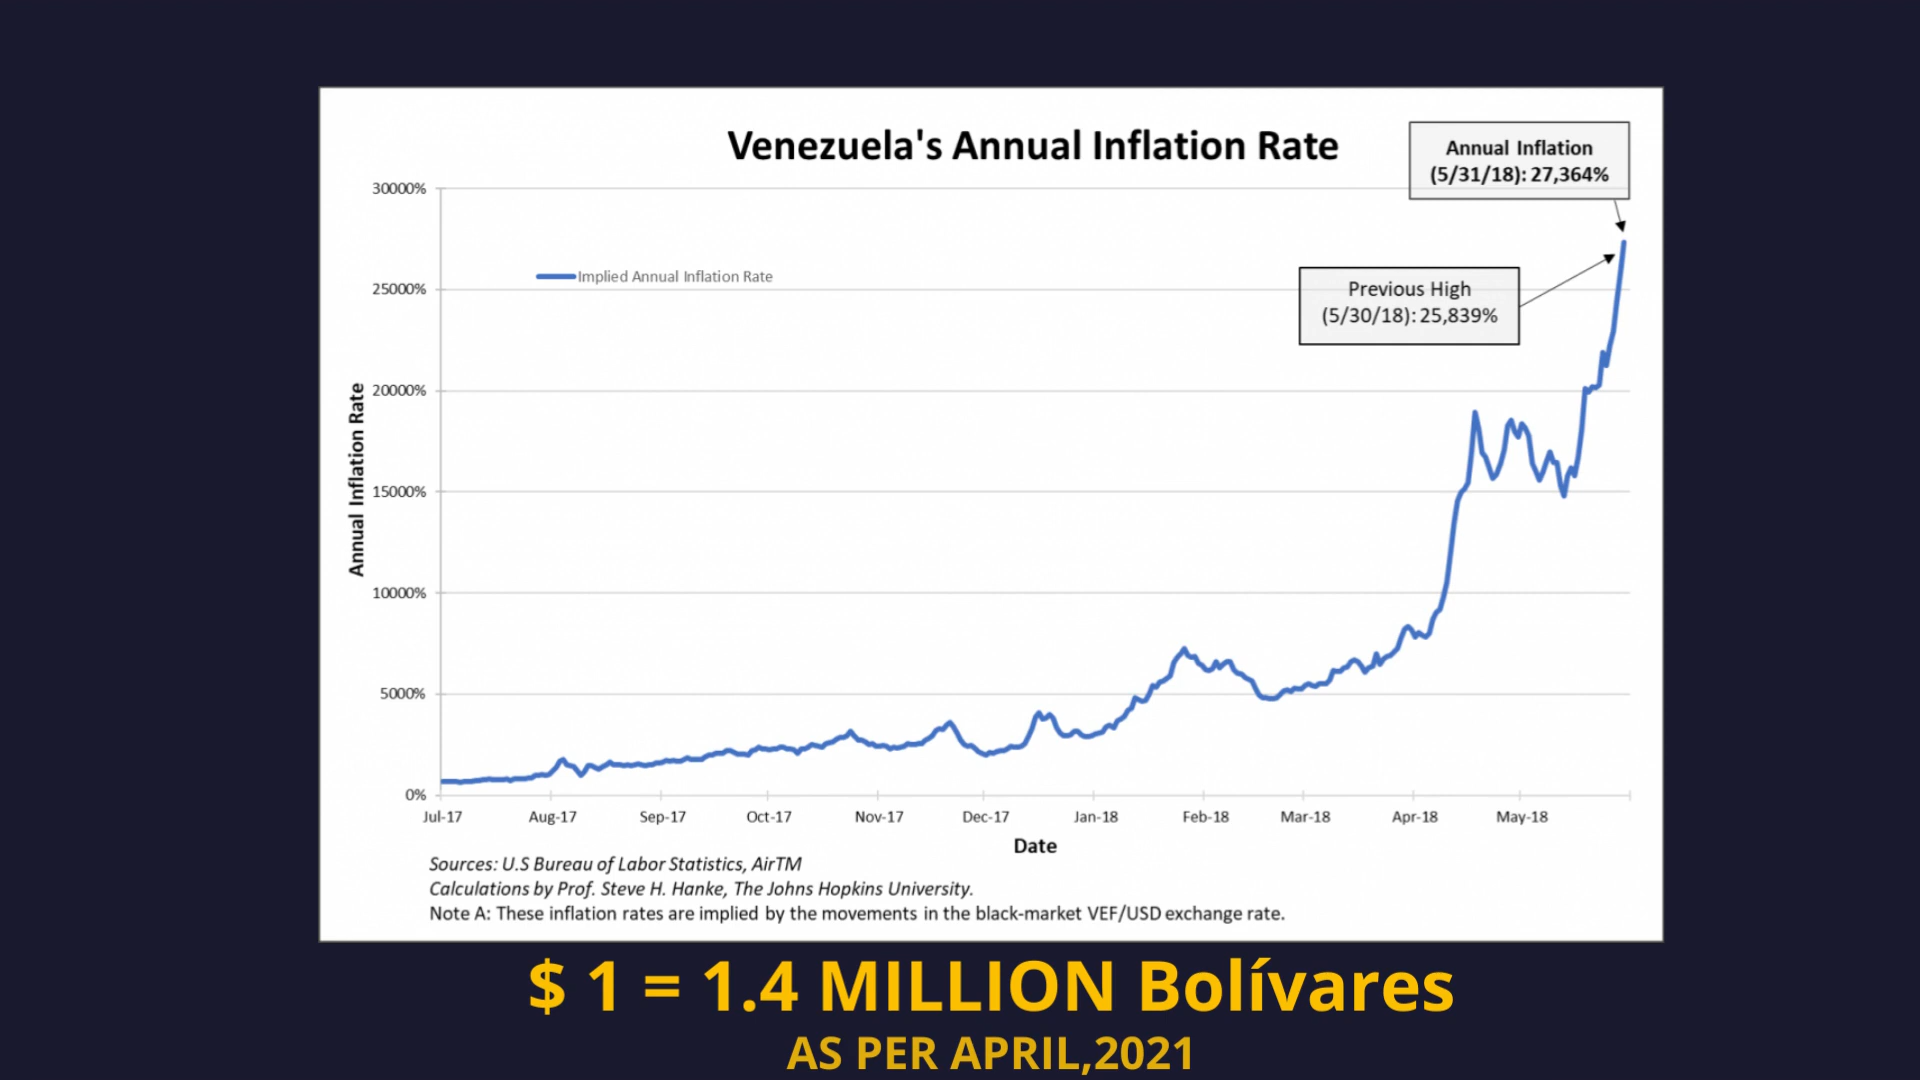 Venezuela's Annual Inflation Rate
Annual Inflation
(5/31/18): 27,364%
30000%
Implied Annual Inflation Rate
Previous High
(5/30/18): 25,839%
25000%
20000%
15000%
10000%
5000%
0%
Annual Inflation Rate
Jul-17 Aug-17 Sep-17 Oct-17 Nov-17 Dec-17 Jan-18 Feb-18 Mar-18 Apr-18 May-18
Date
Sources: U.S Bureau of Labor Statistics, AirTM
Calculations by Prof. Steve H. Hanke, The Johns Hopkins University.
Note A: These inflation rates are implied by the movements in the black-market VEF/USD exchange rate.
$ 1 = 1.4 MILLION Bolívares
AS PER APRIL,2021